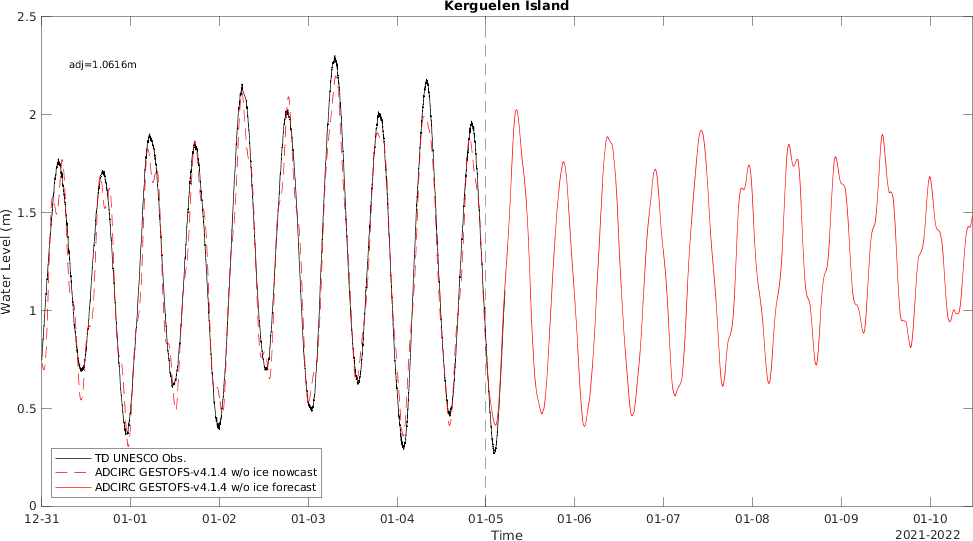 Kerguelen Island
2.5
adj=1.0616m
2
1.5
Water Level (m)
1
0.5
TD UNESCO Obs.
ADCIRC GESTOFS-v4.1.4 w/o ice nowcast
ADCIRC GESTOFS-v4.1.4 w/o ice forecast
0
12-31 01-01 01-02 01-03 01-04 01-05 01-06 01-07 01-08 01-09 01-10
Time
2021-2022